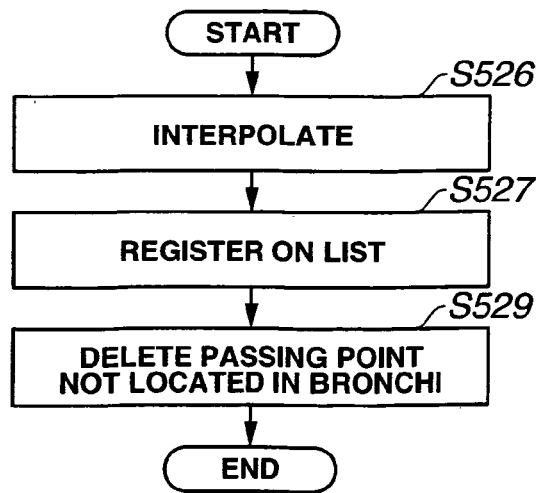 START
S526
INTERPOLATE
S527
REGISTER ON LIST
S529
DELETE PASSING POINT
NOT LOCATED IN BRONCHI
END